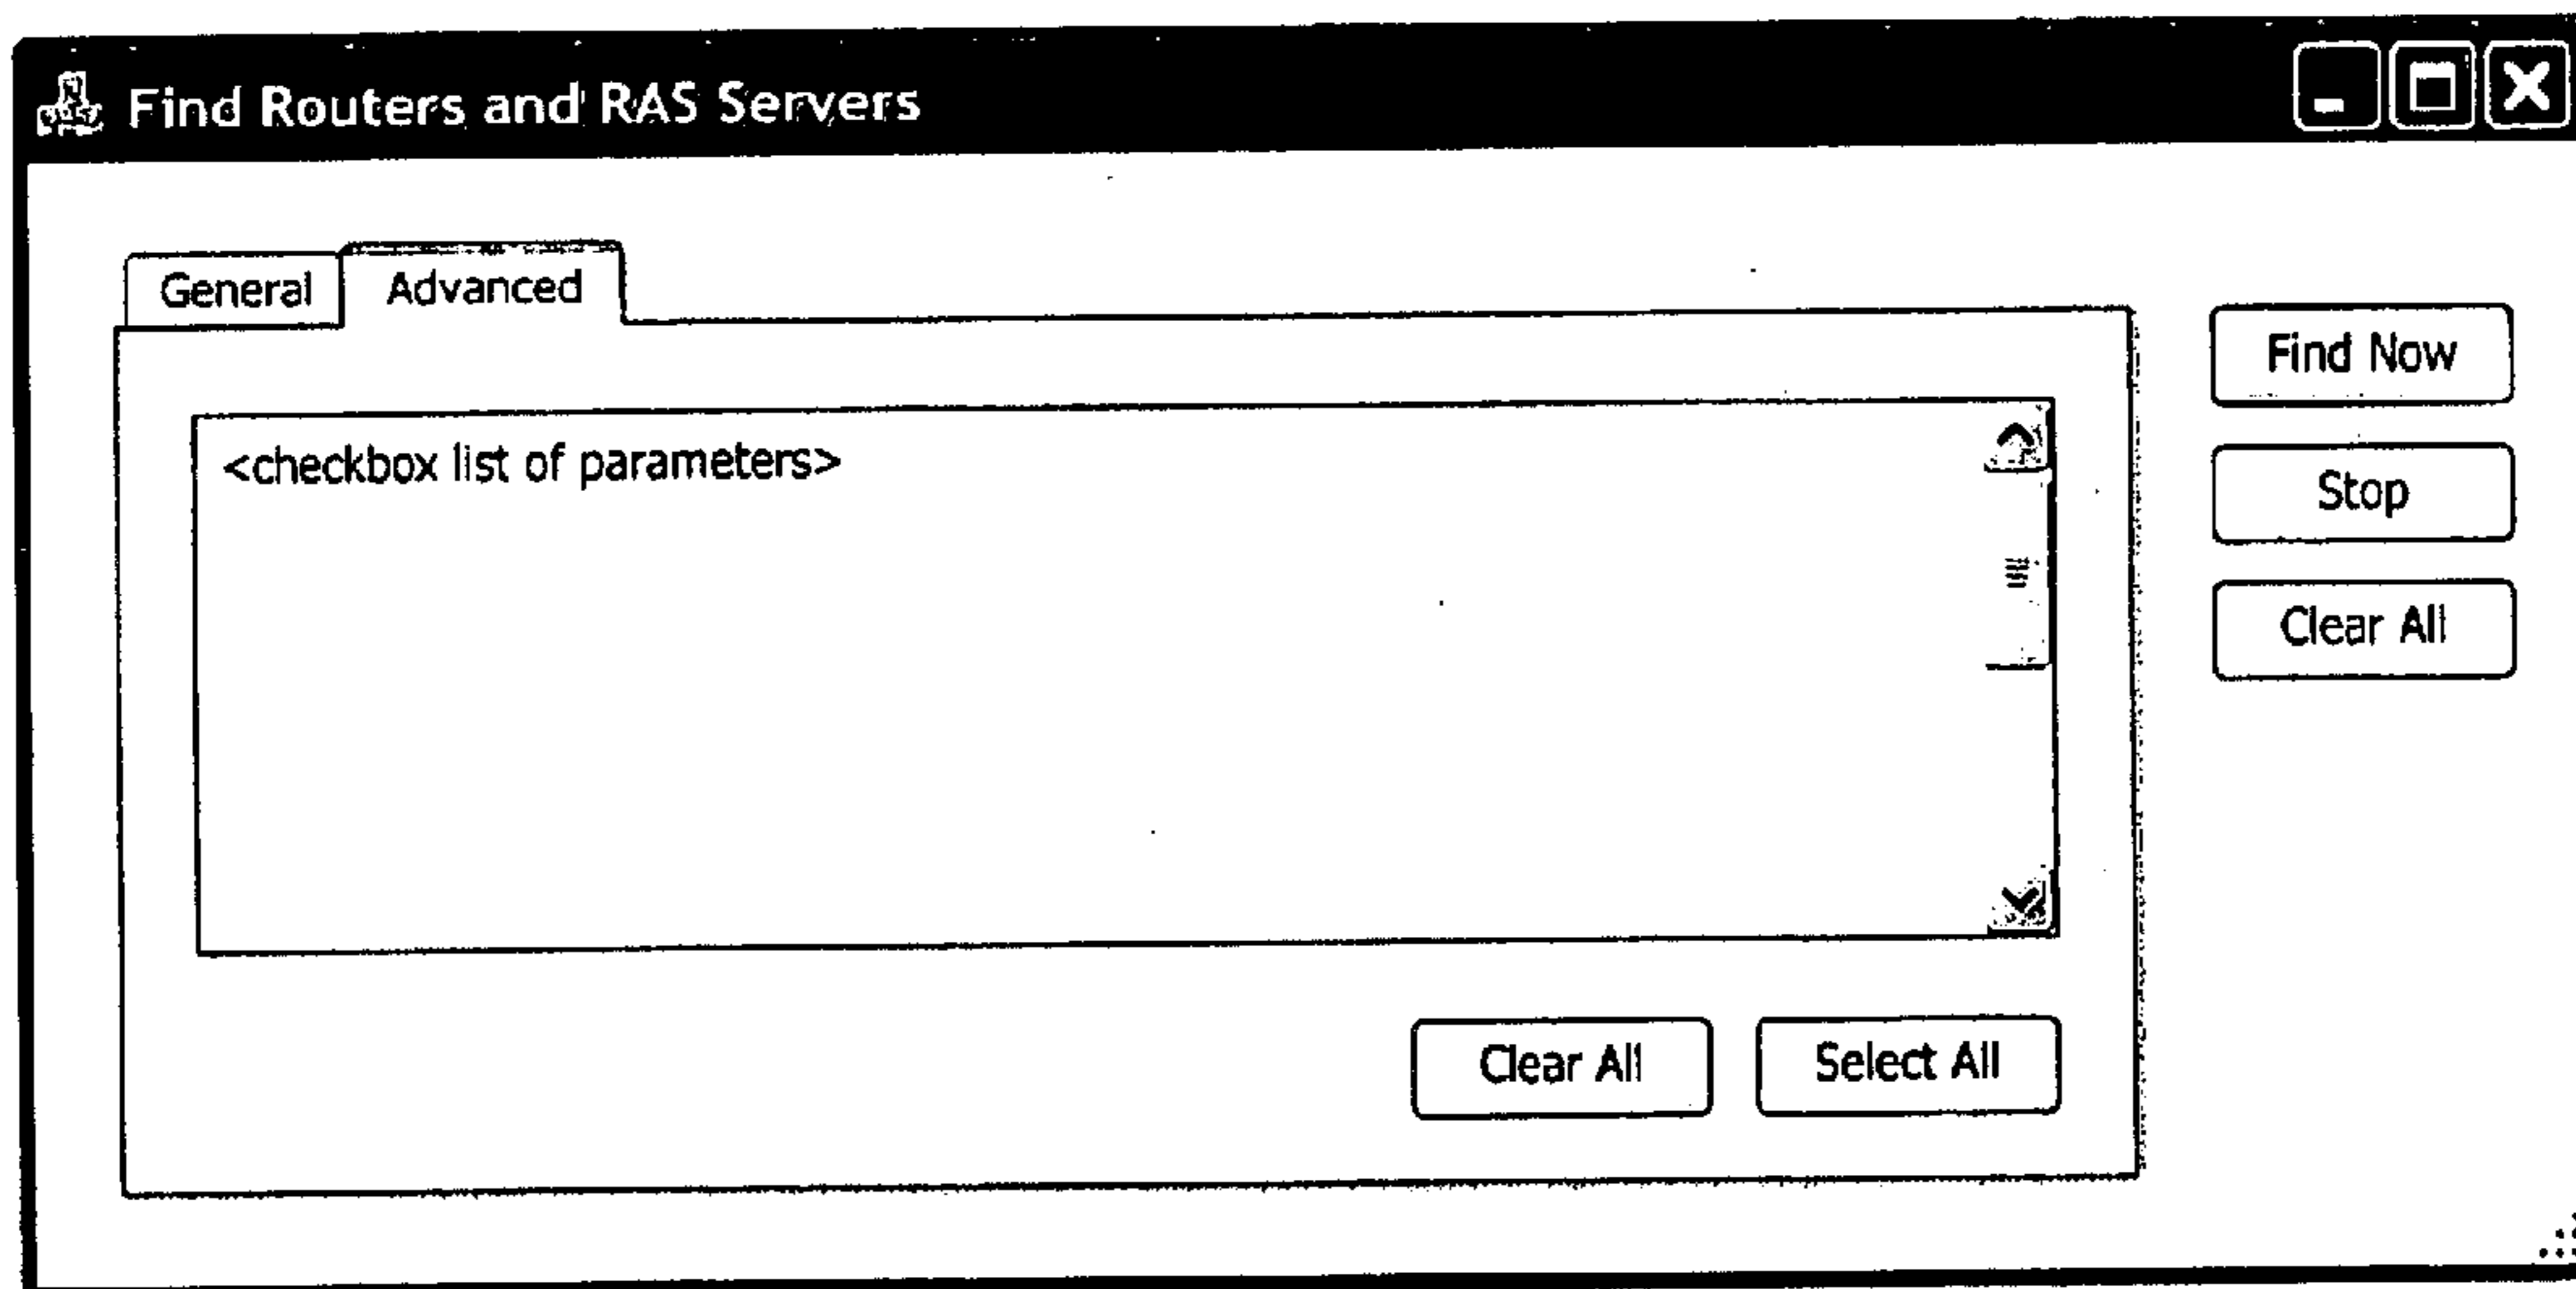 Find Routers and RAS Servers
General
Advanced
<checkbox list of parameters>
Find Now
Stop
Clear All
Clear All
Select All